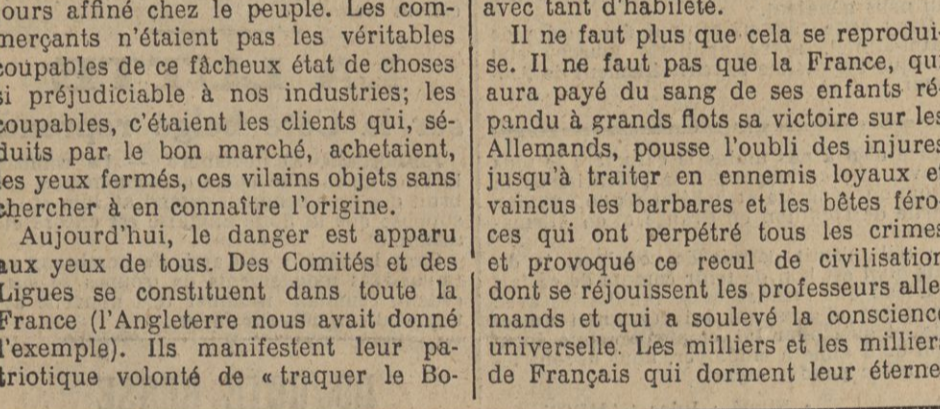 jours affiné chez le peuple. Les com-
merçants n'étaient pas les véritables
coupables de ce fâcheux état de choses
si préjudiciable à nos industries; les
coupables, c'étaient les clients qui, sé-
duits par le bon marché, achetaient,
les yeux fermés, ces vilains objets sans
chercher à en connaître l'origine.
Aujourd'hui, le danger est apparu
aux yeux de tous. Des Comités et des
Ligues se constituent dans toute la
France (l'Angleterre nous avait donné
l'exemple). Ils manifestent leur pa-
triotique volonté de « traquer le Bo-
avec tant d'habileté.
Il ne faut plus que cela se reprodui-
se. Il ne faut pas que la France, qui
aura payé du sang de ses enfants ré-
pandu à grands flots sa victoire sur les
Allemands, pousse l'oubli des injures
jusqu'à traiter en ennemis loyaux et
vaincus les barbares et les bêtes féro-
ces qui ont perpétré tous les crimes
et provoqué ce recul de civilisation
dont se réjouissent les professeurs alle-
mands et qui a soulevé la conscience
universelle. Les milliers et les milliers
de Français qui dorment leur éterne